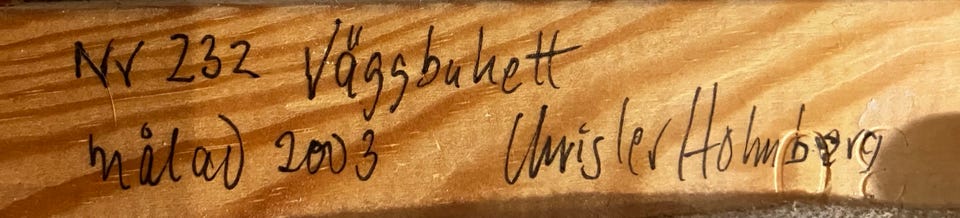 Nr 232 Väggbukett
målad 2003 Christer Holmberg